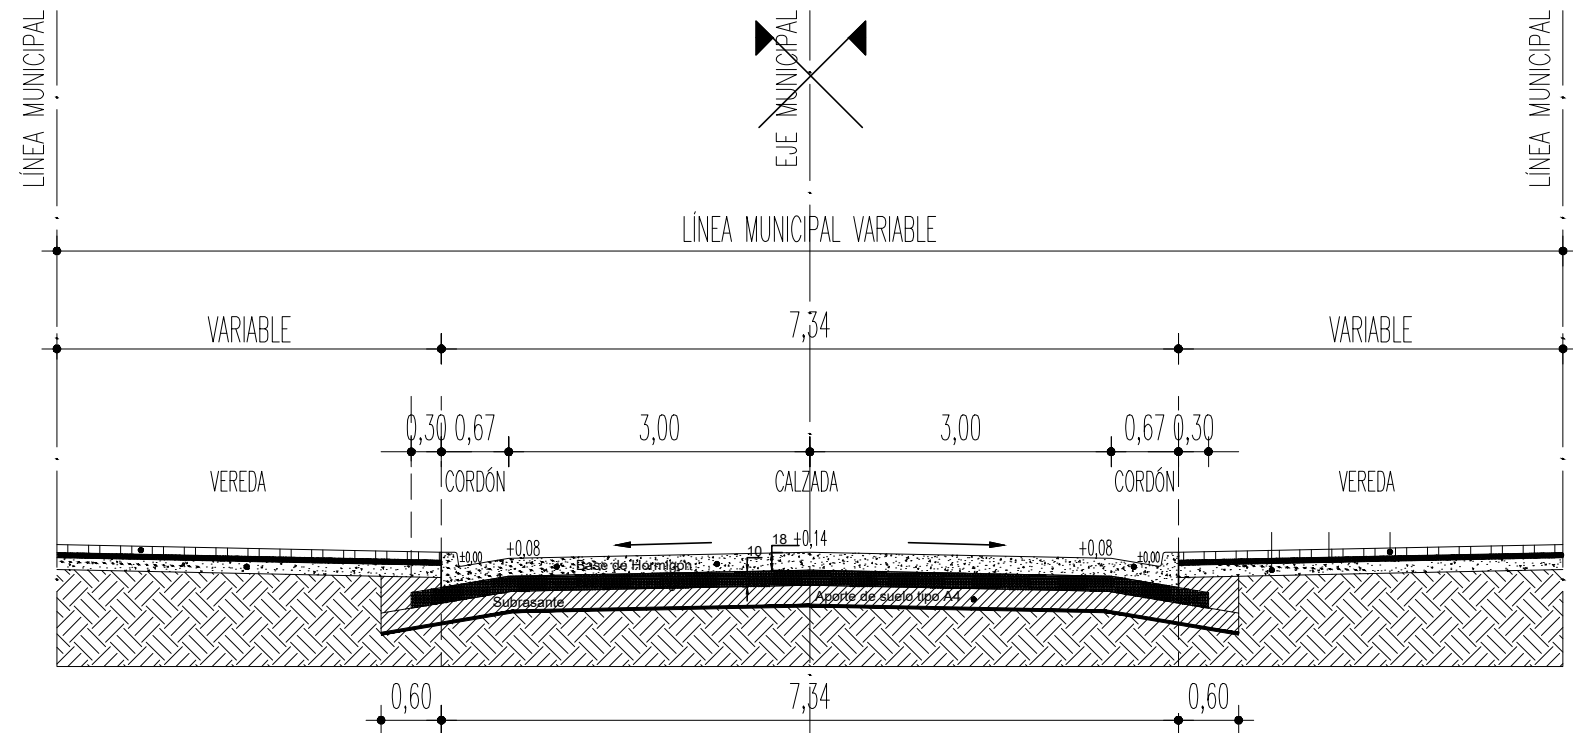 LÍNEA MUNICIPAL
EJE MUNICIPAL
LÍNEA MUNICIPAL
LÍNEA MUNICIPAL VARIABLE
VARIABLE
7,34
VARIABLE
0,30
0,67
3,00
3,00
0,67
0,30
VEREDA
CORDÓN
CALZADA
CORDÓN
VEREDA
±0,00
+0,08
18
+0,14
+0,08
±0,00
10
Base de Hormigón
Subrasante
Aporte de suelo tipo A4
0,60
7,34
0,60